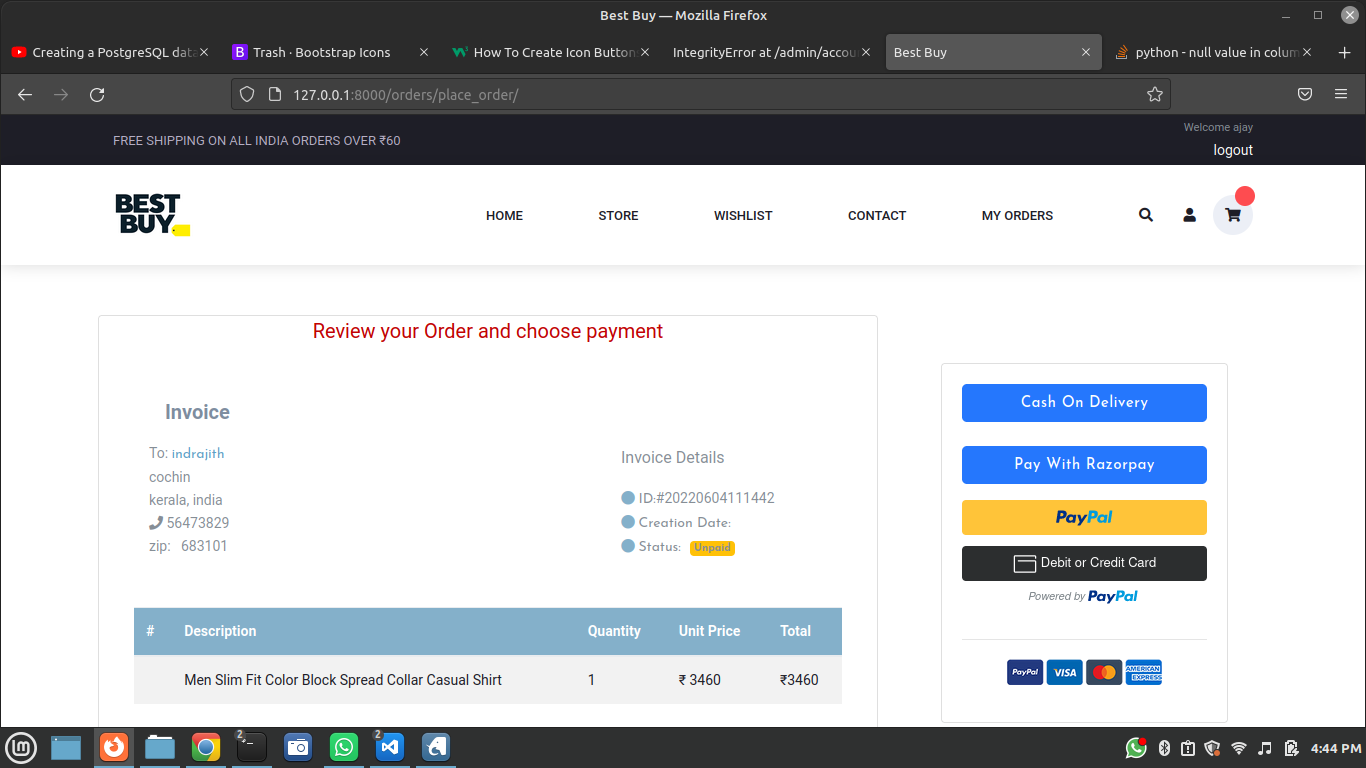 Best Buy — Mozilla Firefox
Creating a PostgreSQL data
Trash · Bootstrap Icons
How To Create Icon Button
IntegrityError at /admin/accou
Best Buy
python - null value in colum
127.0.0.1:8000/orders/place_order/
FREE SHIPPING ON ALL INDIA ORDERS OVER ₹60
Welcome ajay
logout
BEST
BUY
HOME
STORE
WISHLIST
CONTACT
MY ORDERS
Review your Order and choose payment
Invoice
To: indrajith
cochin
kerala, india
56473829
zip: 683101
Invoice Details
ID:#20220604111442
Creation Date:
Status: Unpaid
# Description Quantity Unit Price Total
Men Slim Fit Color Block Spread Collar Casual Shirt 1 ₹ 3460 ₹3460
Cash On Delivery
Pay With Razorpay
PayPal
Debit or Credit Card
Powered by PayPal
PayPal VISA AMERICAN EXPRESS
2
2
4:44 PM